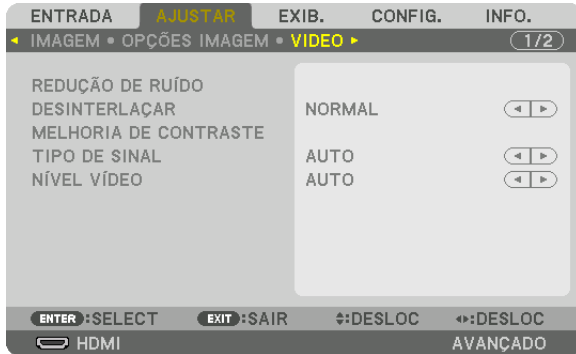 ENTRADA AJUSTAR EXIB. CONFIG. INFO.
IMAGEM • OPÇÕES IMAGEM • VIDEO 1/2
REDUÇÃO DE RUÍDO
DESINTERLAÇAR NORMAL
MELHORIA DE CONTRASTE
TIPO DE SINAL AUTO
NÍVEL VÍDEO AUTO
ENTER :SELECT EXIT :SAIR :DESLOC :DESLOC
HDMI AVANÇADO